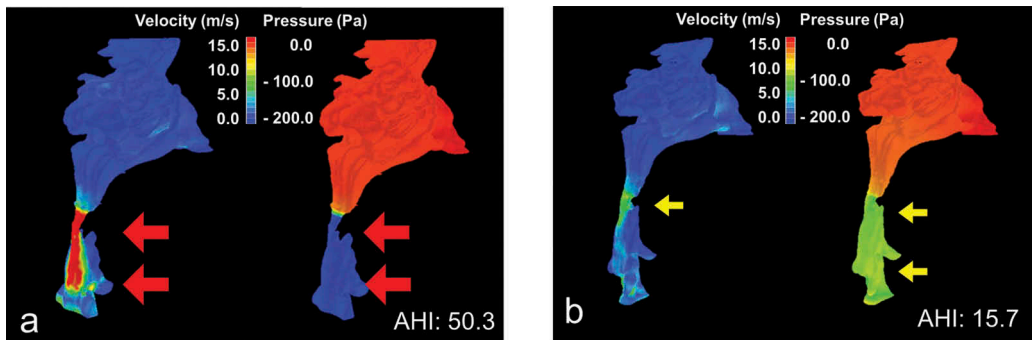 Velocity (m/s) Pressure (Pa)
15.0 0.0
10.0 - 100.0
5.0
0.0 - 200.0
a
AHI: 50.3
Velocity (m/s) Pressure (Pa)
15.0 0.0
10.0 - 100.0
5.0
0.0 - 200.0
b
AHI: 15.7